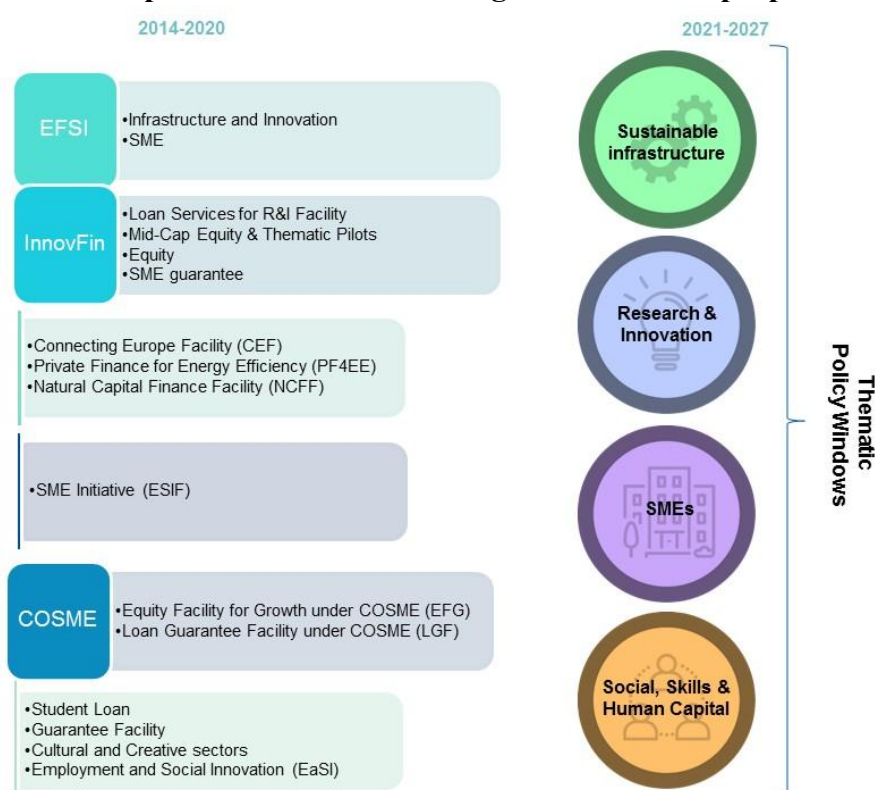 2014-2020
2021-2027
EFSI
•Infrastructure and Innovation
•SME
InnovFin
•Loan Services for R&I Facility
•Mid-Cap Equity & Thematic Pilots
•Equity
•SME guarantee
•Connecting Europe Facility (CEF)
•Private Finance for Energy Efficiency (PF4EE)
•Natural Capital Finance Facility (NCFF)
•SME Initiative (ESIF)
COSME
•Equity Facility for Growth under COSME (EFG)
•Loan Guarantee Facility under COSME (LGF)
•Student Loan
•Guarantee Facility
•Cultural and Creative sectors
•Employment and Social Innovation (EaSI)
Sustainable
infrastructure
Research &
Innovation
SMEs
Social, Skills &
Human Capital
Thematic
Policy Windows